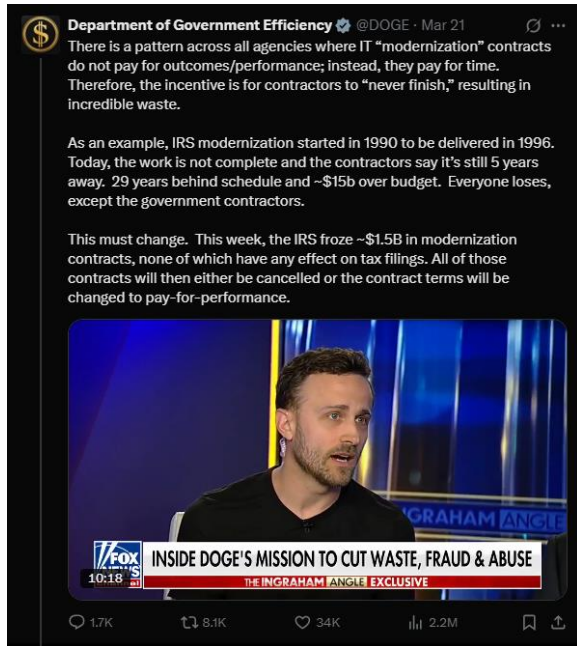 Department of Government Efficiency @DOGE · Mar 21
There is a pattern across all agencies where IT “modernization” contracts
do not pay for outcomes/performance; instead, they pay for time.
Therefore, the incentive is for contractors to “never finish,” resulting in
incredible waste.
As an example, IRS modernization started in 1990 to be delivered in 1996.
Today, the work is not complete and the contractors say it’s still 5 years
away. 29 years behind schedule and ~$15b over budget. Everyone loses,
except the government contractors.
This must change. This week, the IRS froze ~$1.5B in modernization
contracts, none of which have any effect on tax filings. All of those
contracts will then either be cancelled or the contract terms will be
changed to pay-for-performance.
INGRAHAM ANGLE
FOX
NEWS
INSIDE DOGE'S MISSION TO CUT WASTE, FRAUD & ABUSE
10:18
THE INGRAHAM ANGLE EXCLUSIVE
1.7K 8.1K 34K 2.2M